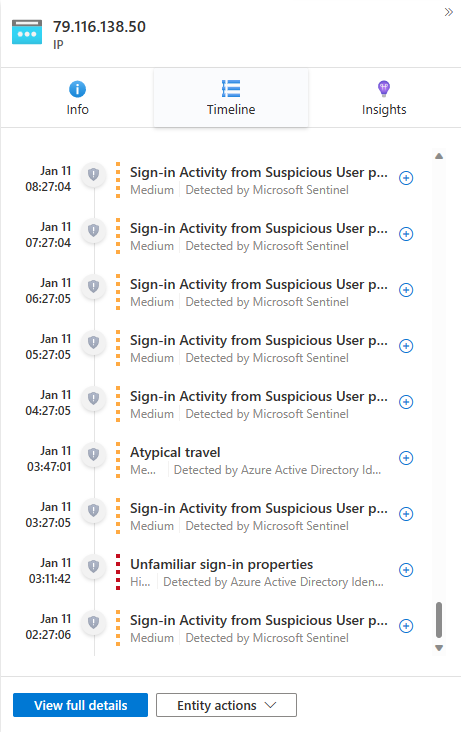 79.116.138.50
IP
Info
Timeline
Insights
Jan 11
08:27:04
Sign-in Activity from Suspicious User p...
Medium Detected by Microsoft Sentinel
Jan 11
07:27:04
Sign-in Activity from Suspicious User p...
Medium Detected by Microsoft Sentinel
Jan 11
06:27:05
Sign-in Activity from Suspicious User p...
Medium Detected by Microsoft Sentinel
Jan 11
05:27:05
Sign-in Activity from Suspicious User p...
Medium Detected by Microsoft Sentinel
Jan 11
04:27:05
Sign-in Activity from Suspicious User p...
Medium Detected by Microsoft Sentinel
Jan 11
03:47:01
Atypical travel
Me... Detected by Azure Active Directory Id...
Jan 11
03:27:05
Sign-in Activity from Suspicious User p...
Medium Detected by Microsoft Sentinel
Jan 11
03:11:42
Unfamiliar sign-in properties
Hi... Detected by Azure Active Directory Iden...
Jan 11
02:27:06
Sign-in Activity from Suspicious User p...
Medium Detected by Microsoft Sentinel
View full details
Entity actions